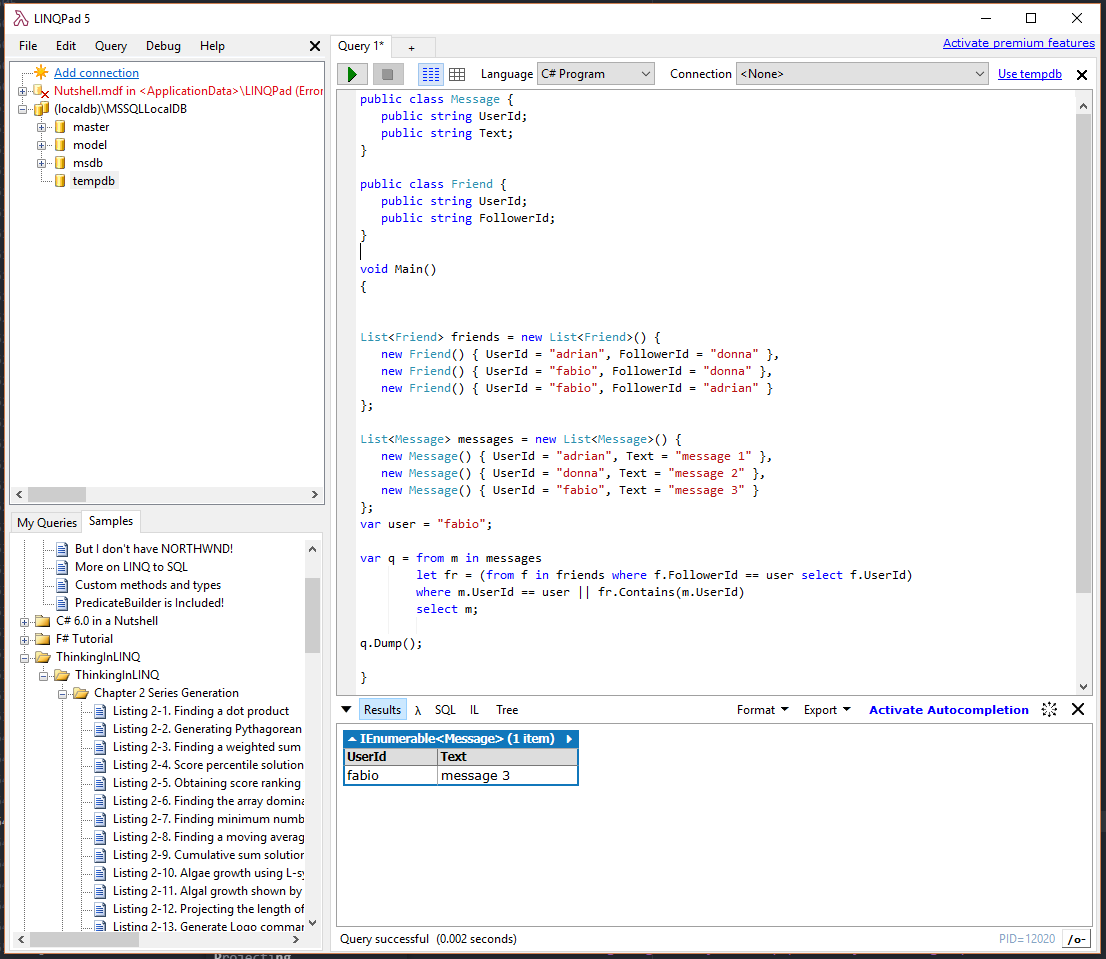 LINQPad 5
File Edit Query Debug Help
Add connection
Nutshell.mdf in <ApplicationData>\LINQPad (Error
(localdb)\MSSQLLocalDB
master
model
msdb
tempdb
My Queries Samples
But I don't have NORTHWND!
More on LINQ to SQL
Custom methods and types
PredicateBuilder is Included!
C# 6.0 in a Nutshell
F# Tutorial
ThinkingInLINQ
ThinkingInLINQ
Chapter 2 Series Generation
Listing 2-1. Finding a dot product
Listing 2-2. Generating Pythagorean
Listing 2-3. Finding a weighted sum
Listing 2-4. Score percentile solution
Listing 2-5. Obtaining score ranking
Listing 2-6. Finding the array domina
Listing 2-7. Finding minimum numb
Listing 2-8. Finding a moving averag
Listing 2-9. Cumulative sum solution
Listing 2-10. Algae growth using L-sy
Listing 2-11. Algal growth shown by
Listing 2-12. Projecting the length of
Listing 2-13. Generate Logo commar
Query 1* +
Activate premium features
Language C# Program Connection <None> Use tempdb
public class Message {
public string UserId;
public string Text;
}
public class Friend {
public string UserId;
public string FollowerId;
}
void Main()
{
List<Friend> friends = new List<Friend>() {
new Friend() { UserId = "adrian", FollowerId = "donna" },
new Friend() { UserId = "fabio", FollowerId = "donna" },
new Friend() { UserId = "fabio", FollowerId = "adrian" }
};
List<Message> messages = new List<Message>() {
new Message() { UserId = "adrian", Text = "message 1" },
new Message() { UserId = "donna", Text = "message 2" },
new Message() { UserId = "fabio", Text = "message 3" }
};
var user = "fabio";
var q = from m in messages
let fr = (from f in friends where f.FollowerId == user select f.UserId)
where m.UserId == user || fr.Contains(m.UserId)
select m;
q.Dump();
}
Results λ SQL IL Tree Format Export Activate Autocompletion
IEnumerable<Message> (1 item)
UserId Text
fabio message 3
Query successful (0.002 seconds)
PID=12020 /o-